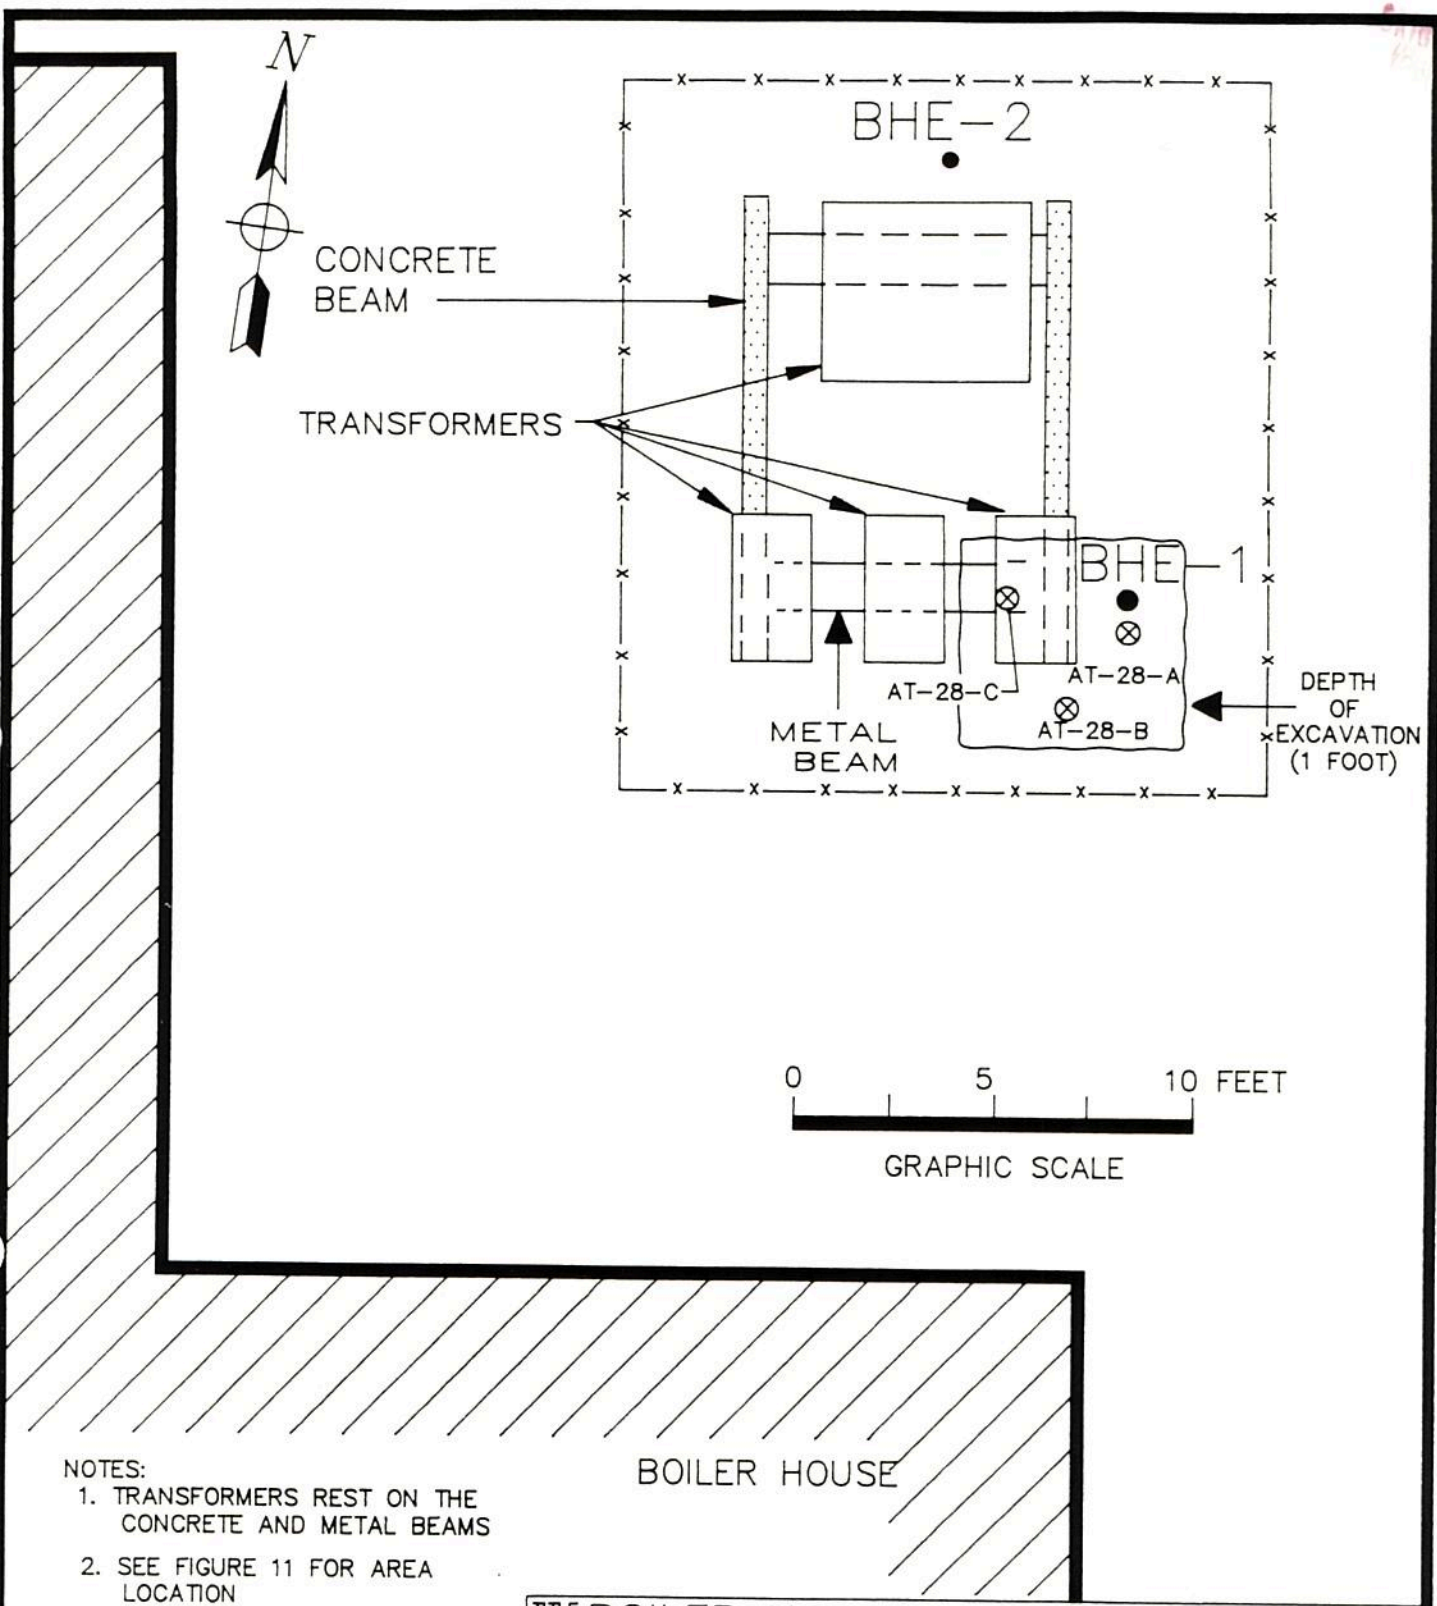 N
BHE-2
CONCRETE
BEAM
TRANSFORMERS
BHE-1
AT-28-A
AT-28-C
AT-28-B
METAL
BEAM
DEPTH
OF
EXCAVATION
(1 FOOT)
0 5 10 FEET
GRAPHIC SCALE
BOILER HOUSE
NOTES:
1. TRANSFORMERS REST ON THE
CONCRETE AND METAL BEAMS
2. SEE FIGURE 11 FOR AREA
LOCATION